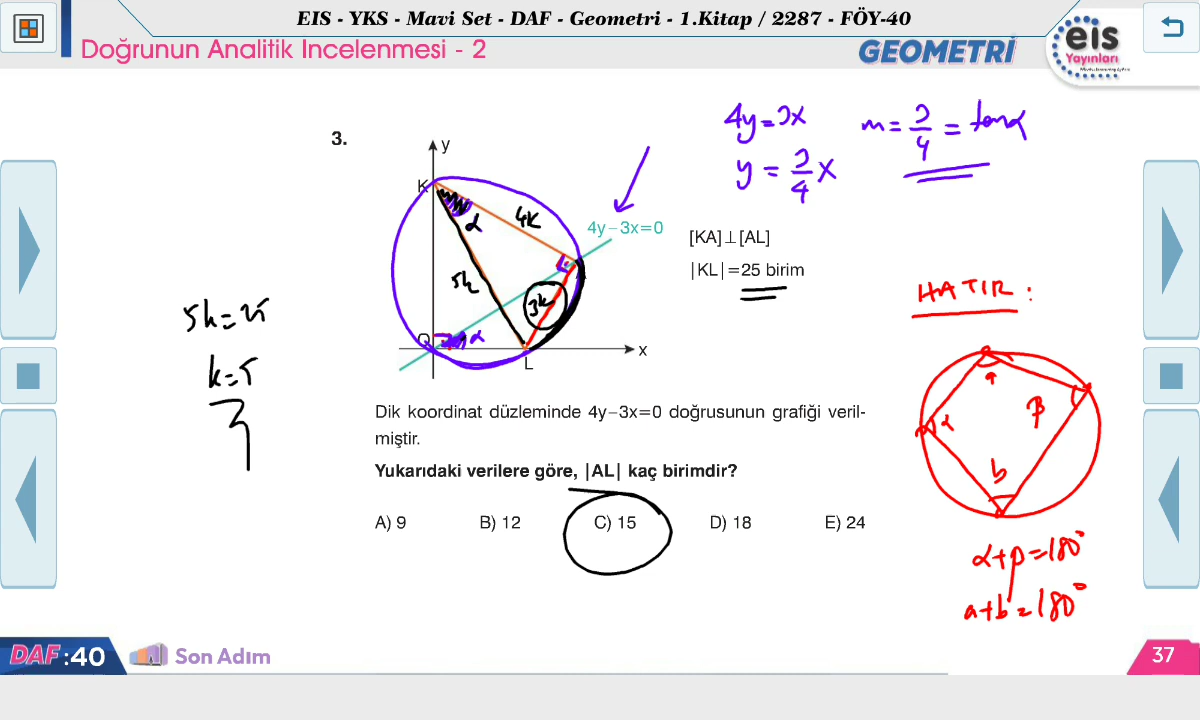 EIS - YKS - Mavi Set - DAF - Geometri - 1.Kitap / 2287 - FÖY-40
Doğrunun Analitik İncelenmesi - 2
GEOMETRİ
eis
Yayınları
3.
y
K
α
4k
4y−3x=0
5k
3k
O
α
x
L
[KA]⊥[AL]
|KL|=25 birim
4y=3x
y = 3/4 x
m= 3/4 = tanα
5k=25
k=5
HATIR :
a
β
α
b
α+β=180°
a+b=180°
Dik koordinat düzleminde 4y−3x=0 doğrusunun grafiği veril-
miştir.
Yukarıdaki verilere göre, |AL| kaç birimdir?
A) 9 B) 12 C) 15 D) 18 E) 24
DAF :40
Son Adım
37